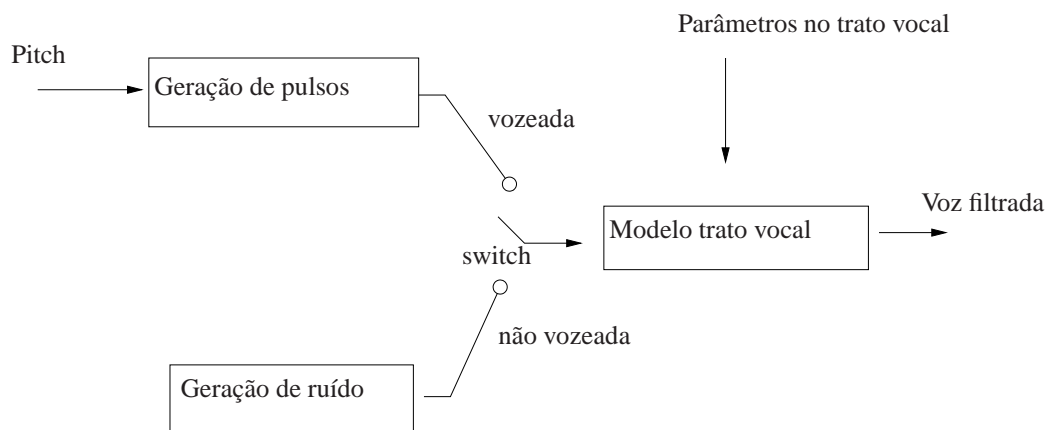 Parâmetros no trato vocal
Pitch
Geração de pulsos
vozeada
Voz filtrada
Modelo trato vocal
switch
não vozeada
Geração de ruído